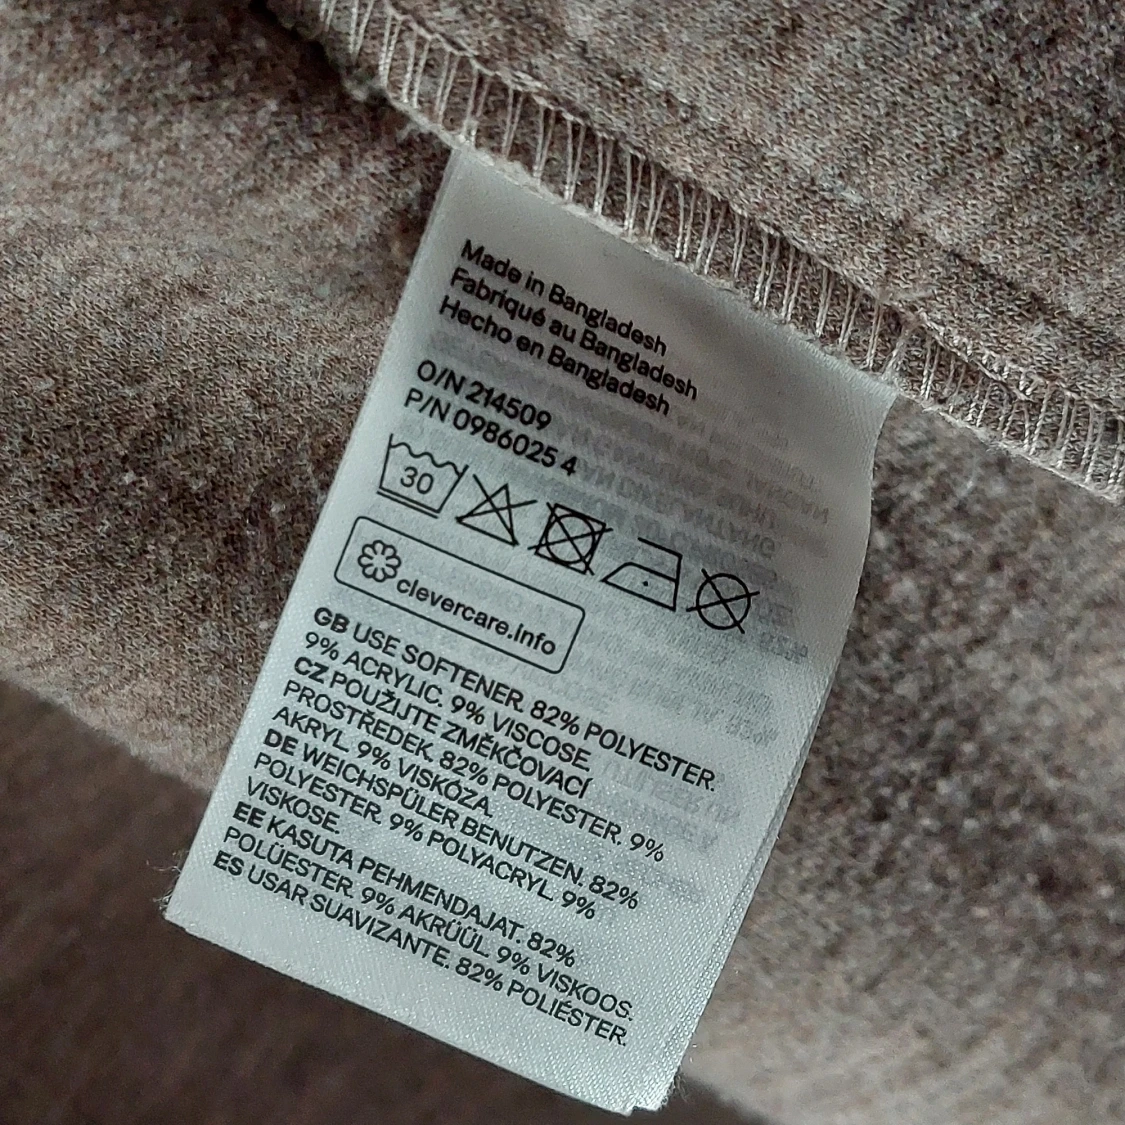 Made in Bangladesh
Fabriqué au Bangladesh
Hecho en Bangladesh
O/N 214509
P/N 0986025 4
30
clevercare.info
GB USE SOFTENER. 82% POLYESTER.
9% ACRYLIC. 9% VISCOSE.
CZ POUŽIJTE ZMĚKČOVACÍ
PROSTŘEDEK. 82% POLYESTER. 9%
AKRYL. 9% VISKÓZA.
DE WEICHSPÜLER BENUTZEN. 82%
POLYESTER. 9% POLYACRYL. 9%
VISKOSE.
EE KASUTA PEHMENDAJAT. 82%
POLÜESTER. 9% AKRÜÜL. 9% VISKOOS.
ES USAR SUAVIZANTE. 82% POLIÉSTER.